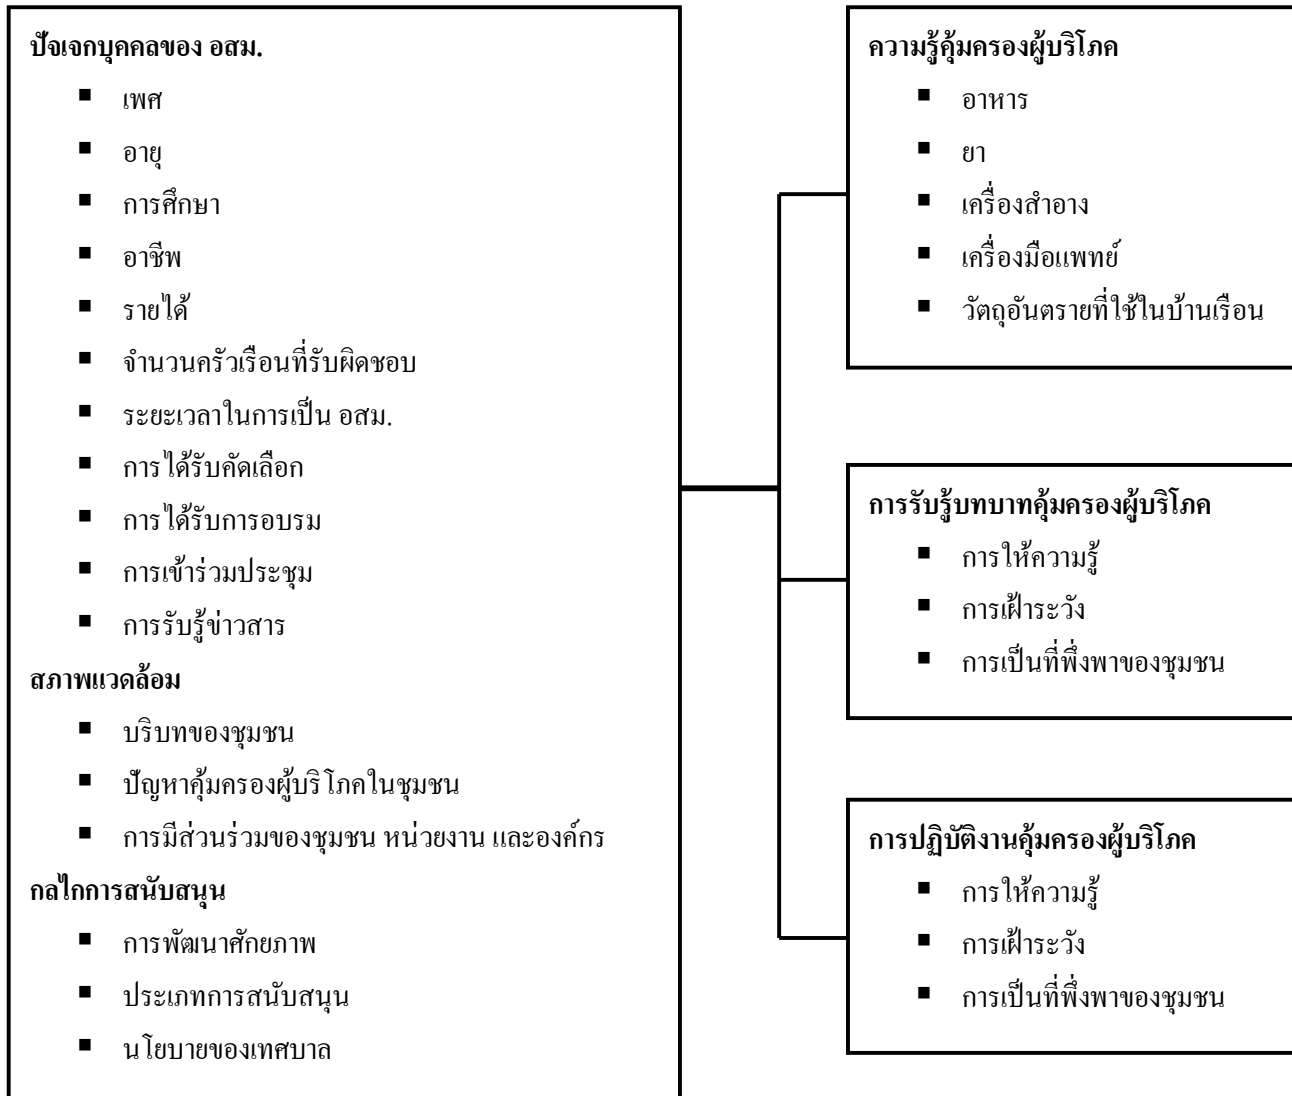 ปัจเจกบุคคลของ อสม.
▪ เพศ
▪ อายุ
▪ การศึกษา
▪ อาชีพ
▪ รายได้
▪ จำนวนครัวเรือนที่รับผิดชอบ
▪ ระยะเวลาในการเป็น อสม.
▪ การได้รับคัดเลือก
▪ การได้รับการอบรม
▪ การเข้าร่วมประชุม
▪ การรับรู้ข่าวสาร
สภาพแวดล้อม
▪ บริบทของชุมชน
▪ ปัญหาคุ้มครองผู้บริโภคในชุมชน
▪ การมีส่วนร่วมของชุมชน หน่วยงาน และองค์กร
กลไกการสนับสนุน
▪ การพัฒนาศักยภาพ
▪ ประเภทการสนับสนุน
▪ นโยบายของเทศบาล
ความรู้คุ้มครองผู้บริโภค
▪ อาหาร
▪ ยา
▪ เครื่องสำอาง
▪ เครื่องมือแพทย์
▪ วัตถุอันตรายที่ใช้ในบ้านเรือน
การรับรู้บทบาทคุ้มครองผู้บริโภค
▪ การให้ความรู้
▪ การเฝ้าระวัง
▪ การเป็นที่พึ่งพาของชุมชน
การปฏิบัติงานคุ้มครองผู้บริโภค
▪ การให้ความรู้
▪ การเฝ้าระวัง
▪ การเป็นที่พึ่งพาของชุมชน